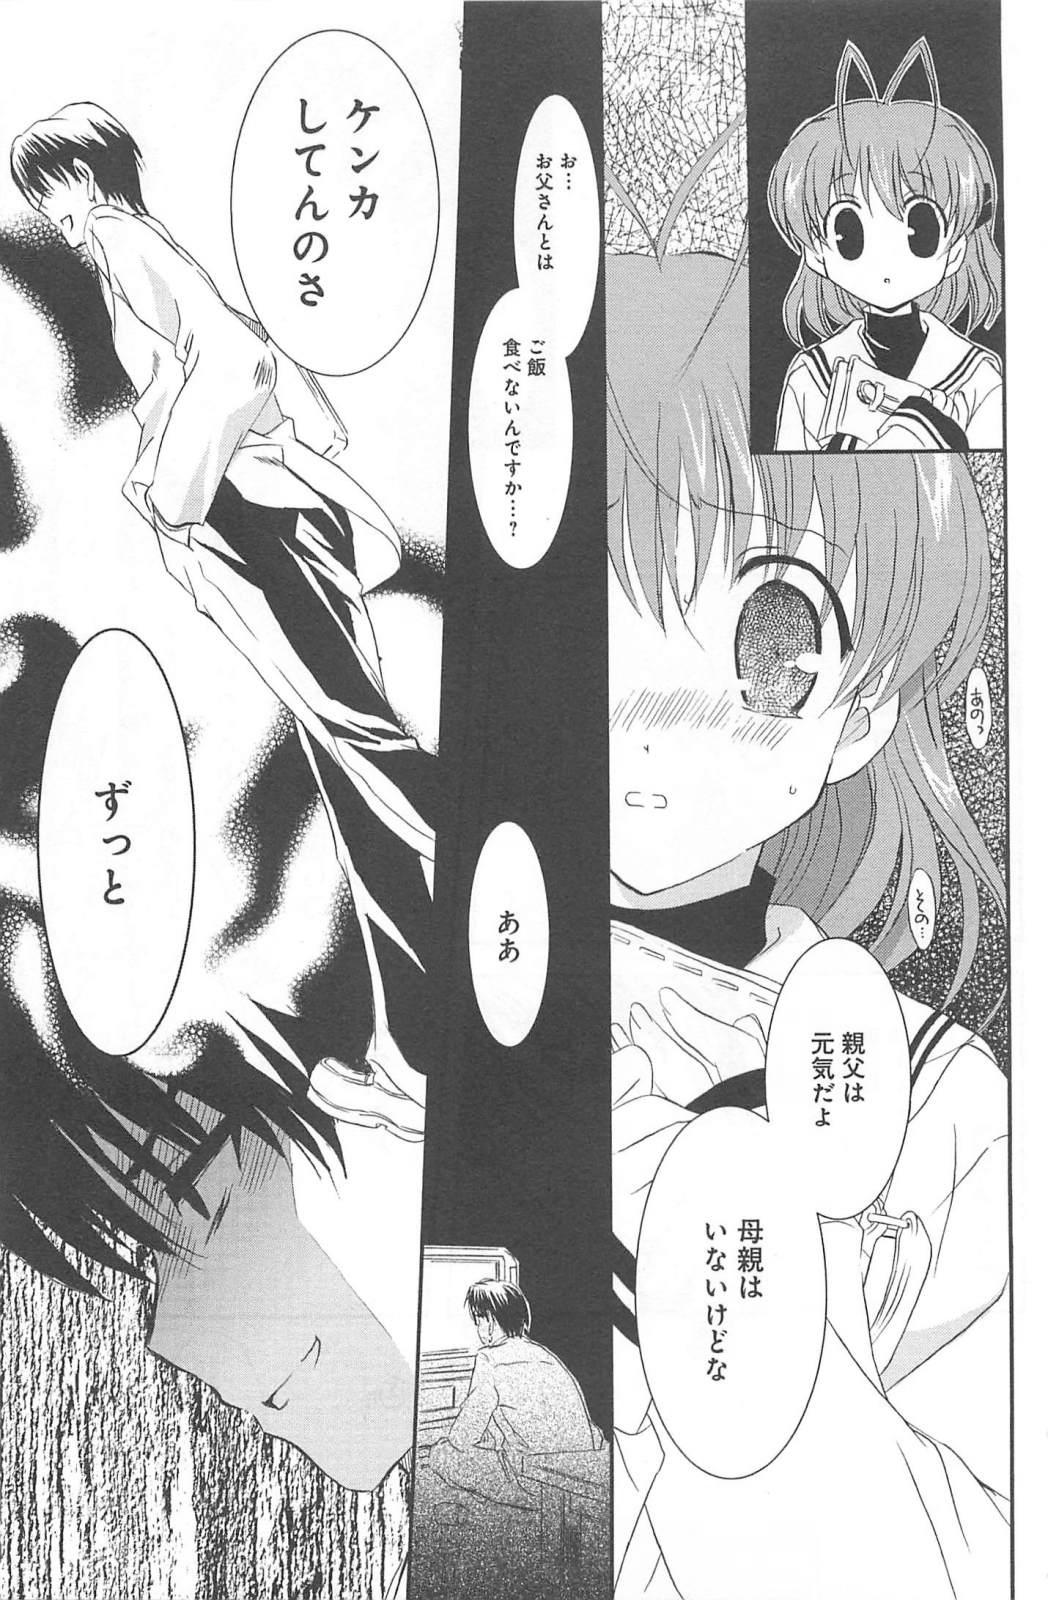 あのっ
その…
親父は
元気だよ
母親は
いないけどな
お…
お父さんとは
ご飯
食べないんですか…？
ああ
ケンカ
してんのさ
ずっと